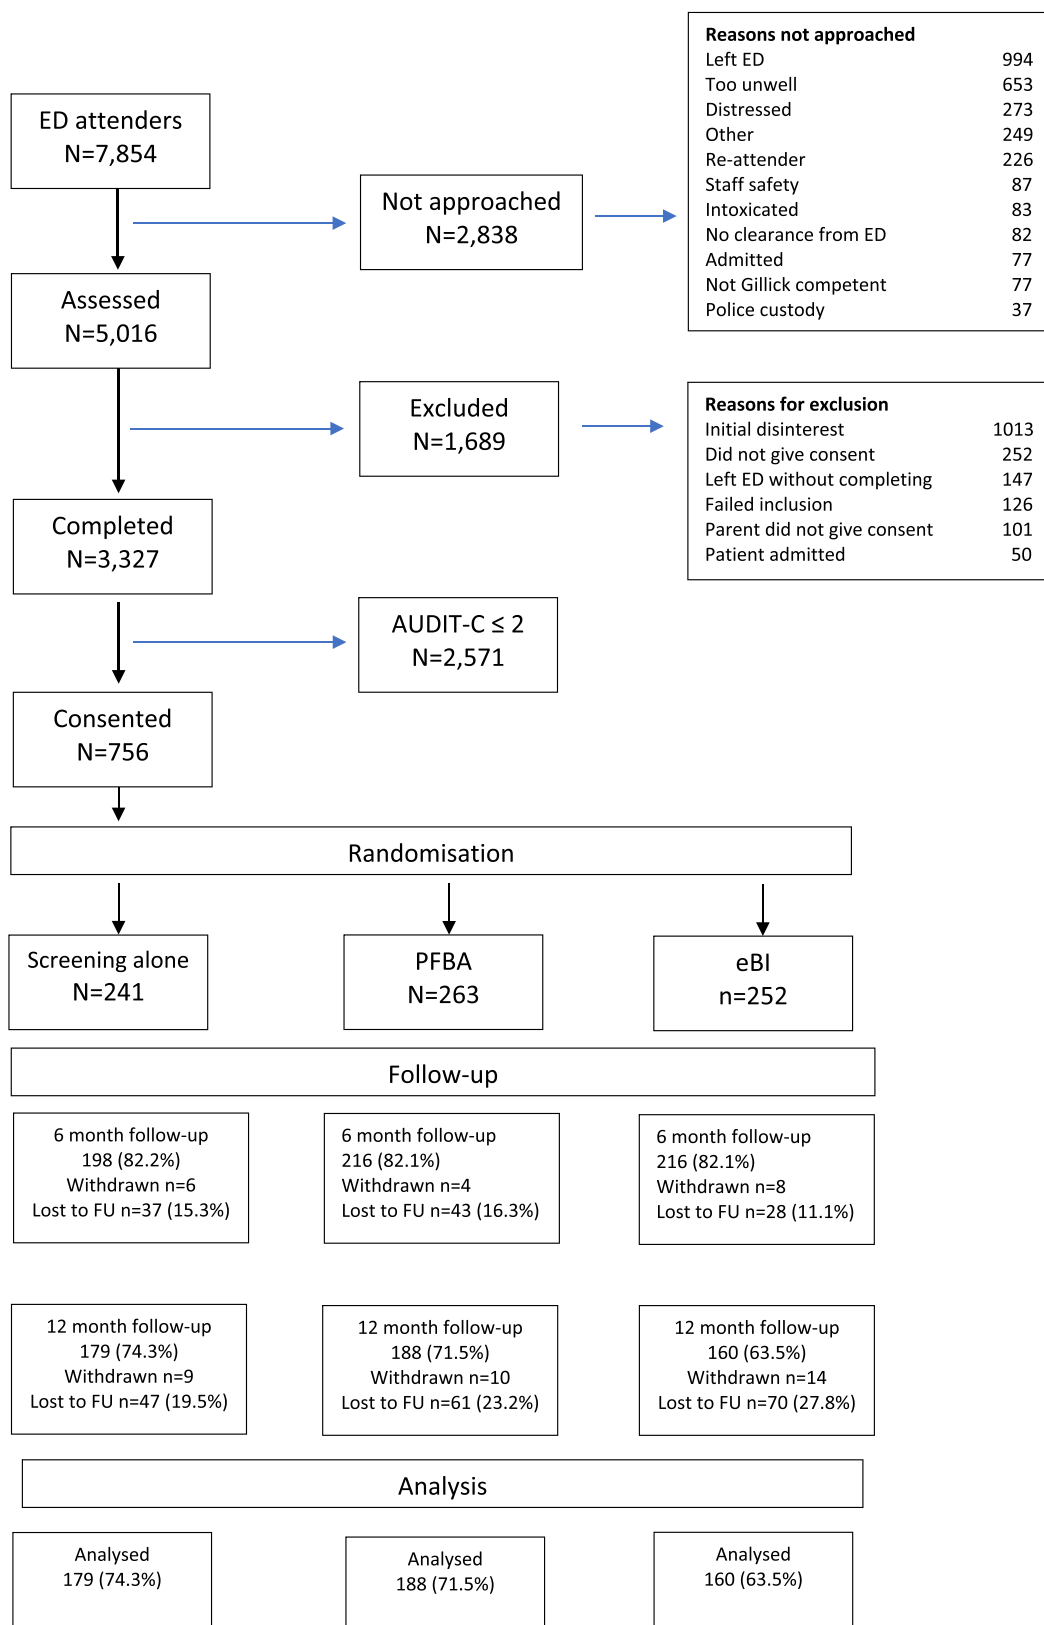 ED attenders
N=7,854
Not approached
N=2,838
Reasons not approached
Left ED 994
Too unwell 653
Distressed 273
Other 249
Re-attender 226
Staff safety 87
Intoxicated 83
No clearance from ED 82
Admitted 77
Not Gillick competent 77
Police custody 37
Assessed
N=5,016
Excluded
N=1,689
Reasons for exclusion
Initial disinterest 1013
Did not give consent 252
Left ED without completing 147
Failed inclusion 126
Parent did not give consent 101
Patient admitted 50
Completed
N=3,327
AUDIT-C ≤ 2
N=2,571
Consented
N=756
Randomisation
Screening alone
N=241
PFBA
N=263
eBI
n=252
Follow-up
6 month follow-up
198 (82.2%)
Withdrawn n=6
Lost to FU n=37 (15.3%)
6 month follow-up
216 (82.1%)
Withdrawn n=4
Lost to FU n=43 (16.3%)
6 month follow-up
216 (82.1%)
Withdrawn n=8
Lost to FU n=28 (11.1%)
12 month follow-up
179 (74.3%)
Withdrawn n=9
Lost to FU n=47 (19.5%)
12 month follow-up
188 (71.5%)
Withdrawn n=10
Lost to FU n=61 (23.2%)
12 month follow-up
160 (63.5%)
Withdrawn n=14
Lost to FU n=70 (27.8%)
Analysis
Analysed
179 (74.3%)
Analysed
188 (71.5%)
Analysed
160 (63.5%)